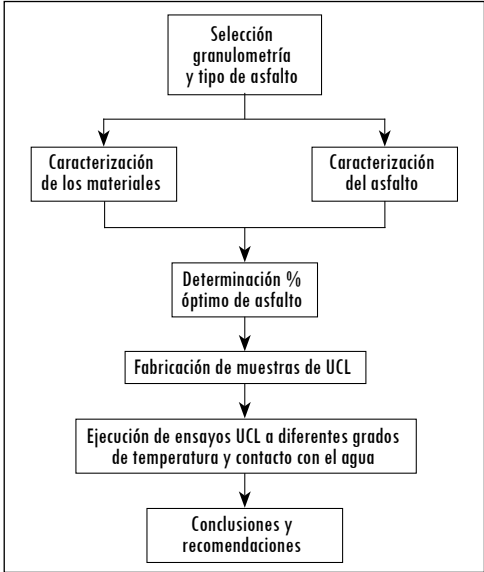 Selección
granulometría
y tipo de asfalto
Caracterización
de los materiales
Caracterización
del asfalto
Determinación %
óptimo de asfalto
Fabricación de muestras de UCL
Ejecución de ensayos UCL a diferentes grados
de temperatura y contacto con el agua
Conclusiones y
recomendaciones